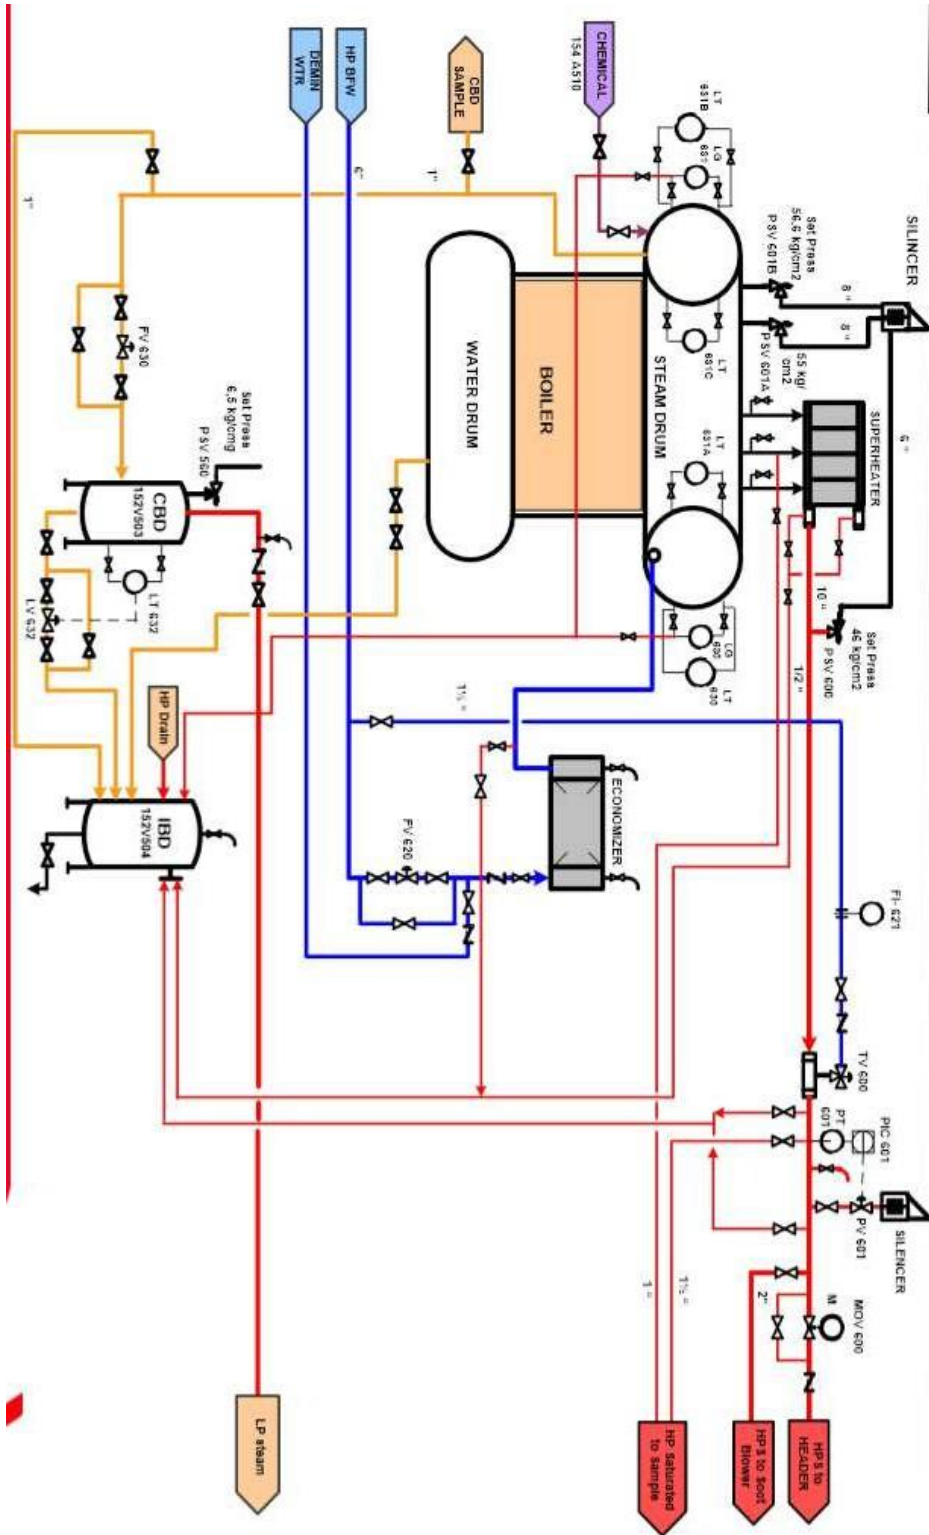 SILINCER
Set Press
56,6 kg/cm2
PSV 601B
8 "
8 "
55 kg/
cm2
PSV 601A
6 "
SUPERHEATER
10 "
Set Press
46 kg/cm2
PSV 600
1/2 "
FI- 621
TV 600
PIC 601
PT
601
PV 601
SILENCER
MOV 600
M
2"
HPS to
HEADER
HPS to Soot
Blower
HP Saturated
to Sample
1½ "
1 "
CHEMICAL
154 A510
LT
631B
LG
631
LT
631C
STEAM DRUM
LT
631A
LG
630
LT
630
BOILER
WATER DRUM
ECONOMIZER
CBD
SAMPLE
1"
HP BFW
DEMIN
WTR
6"
1½ "
FV 620
1"
FV 630
Set Press
6,5 kg/cmg
PSV 560
CBD
152V503
LT 632
LV 632
HP Drain
IBD
152V504
LP steam